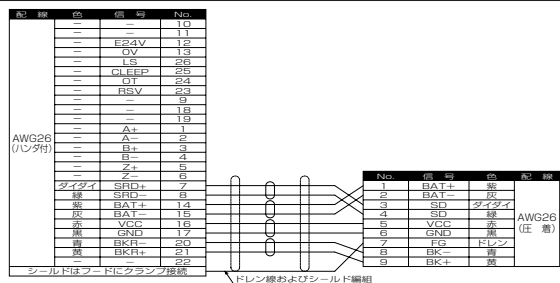 配 線 色 信 号 No.
－ － 10
－ － 11
－ E24V 12
－ 0V 13
－ LS 26
－ CLEEP 25
－ OT 24
－ RSV 23
－ － 9
－ － 18
－ － 19
－ A+ 1
AWG26
(ハンダ付)
－ A－ 2
－ B+ 3
－ B－ 4
－ Z+ 5
－ Z－ 6
ダイダイ SRD+ 7
緑 SRD－ 8
紫 BAT+ 14
灰 BAT－ 15
赤 VCC 16
黒 GND 17
青 BKR－ 20
黄 BKR+ 21
－ － 22
シールドはフードにクランプ接続
No. 信 号 色 配 線
1 BAT+ 紫
2 BAT－ 灰
3 SD ダイダイ
4 SD 緑
AWG26
(圧 着)
5 VCC 赤
6 GND 黒
7 FG ドレン
8 BK－ 青
9 BK+ 黄
ドレン線およびシールド編組